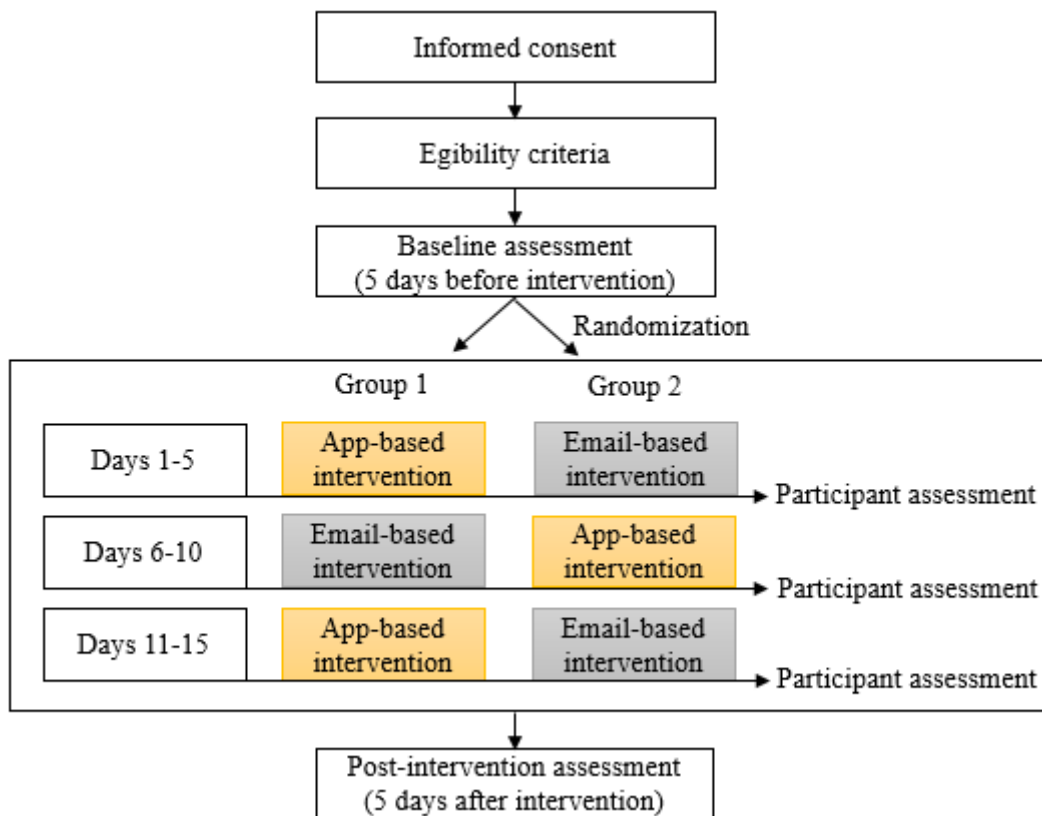 Informed consent
Egibility criteria
Baseline assessment
(5 days before intervention)
Randomization
Group 1
Group 2
Days 1-5
App-based
intervention
Email-based
intervention
Participant assessment
Days 6-10
Email-based
intervention
App-based
intervention
Participant assessment
Days 11-15
App-based
intervention
Email-based
intervention
Participant assessment
Post-intervention assessment
(5 days after intervention)